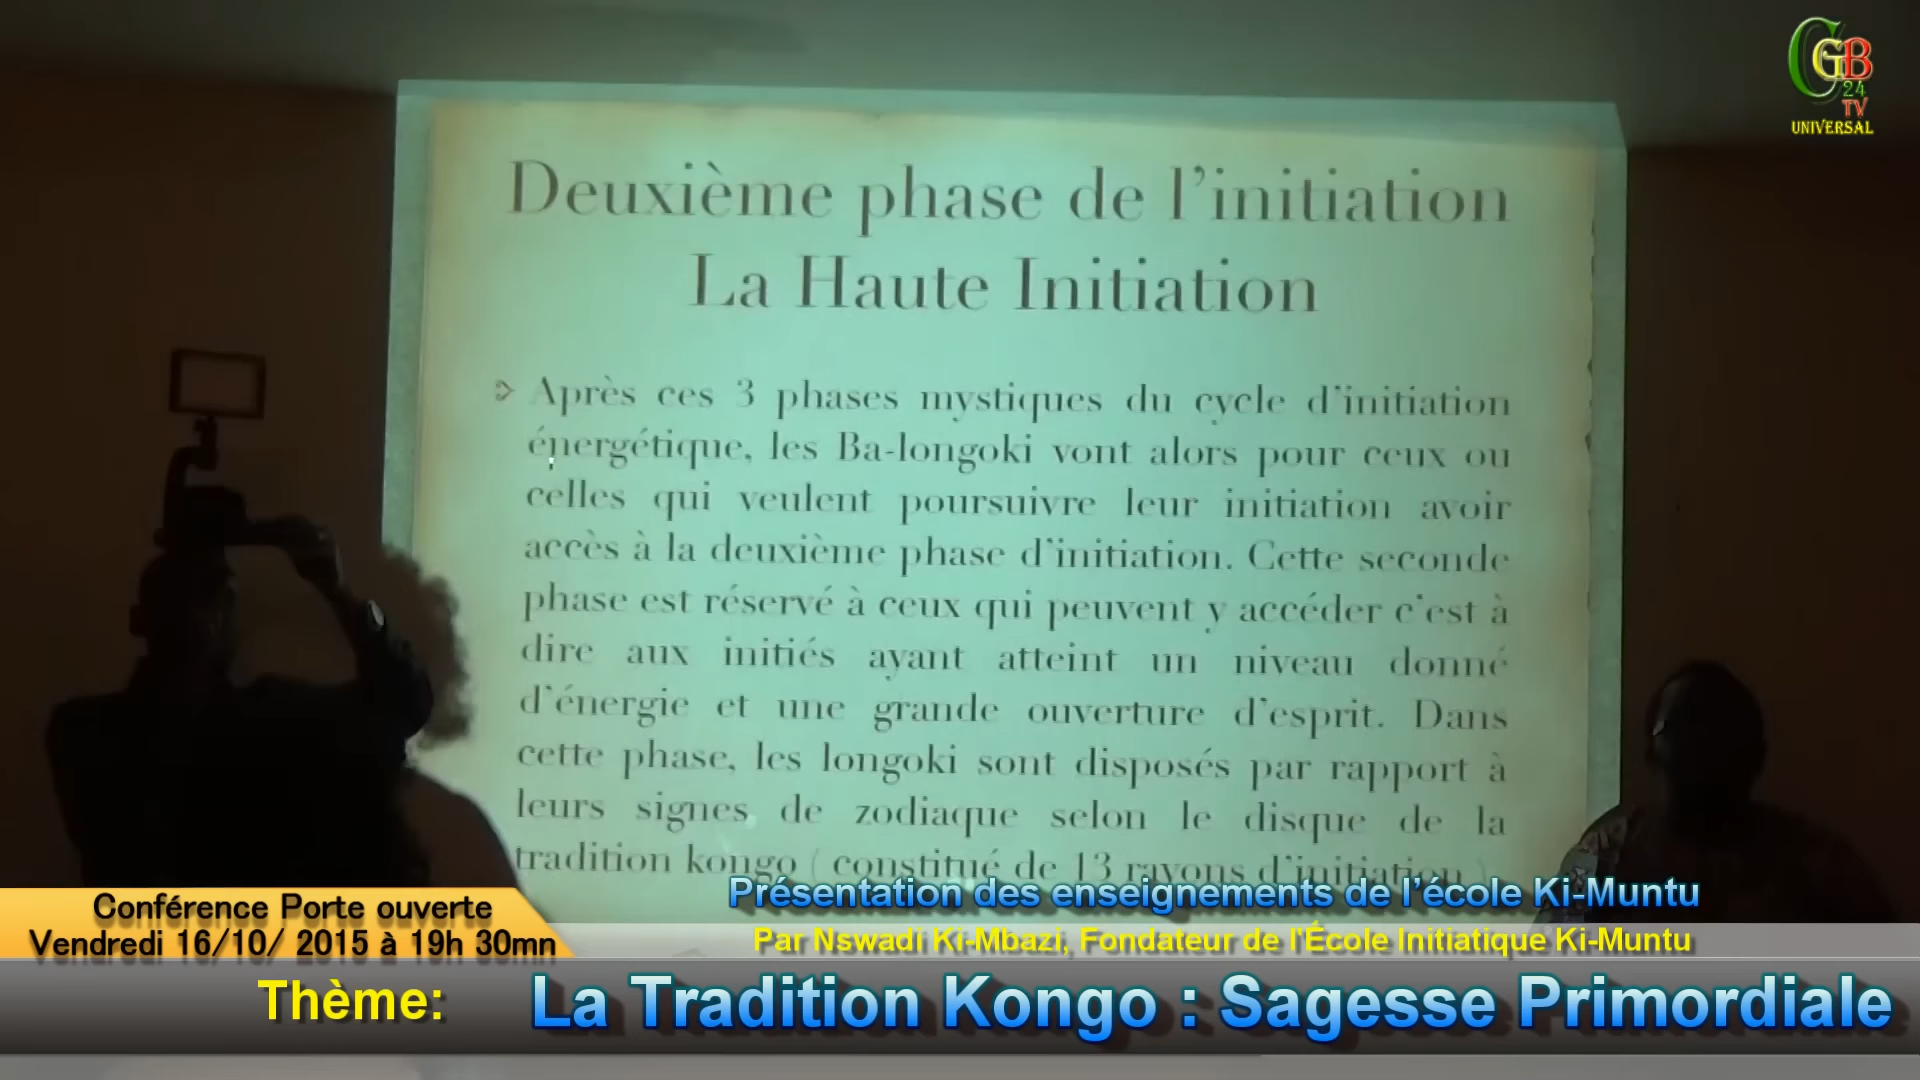 CGB
24
TV
UNIVERSAL
Deuxième phase de l'initiation
La Haute Initiation
Après ces 3 phases mystiques du cycle d'initiation
énergétique, les Ba-longoki vont alors pour ceux ou
celles qui veulent poursuivre leur initiation avoir
accès à la deuxième phase d'initiation. Cette seconde
phase est réservé à ceux qui peuvent y accéder c'est à
dire aux initiés ayant atteint un niveau donné
d'énergie et une grande ouverture d'esprit. Dans
cette phase, les longoki sont disposés par rapport à
leurs signes de zodiaque selon le disque de la
tradition kongo ( constitué de 13 rayons d'initiation )
Présentation des enseignements de l'école Ki-Muntu
Conférence Porte ouverte
Vendredi 16/10/ 2015 à 19h 30mn
Par Nswadi Ki-Mbazi, Fondateur de l'École Initiatique Ki-Muntu
Thème: La Tradition Kongo : Sagesse Primordiale